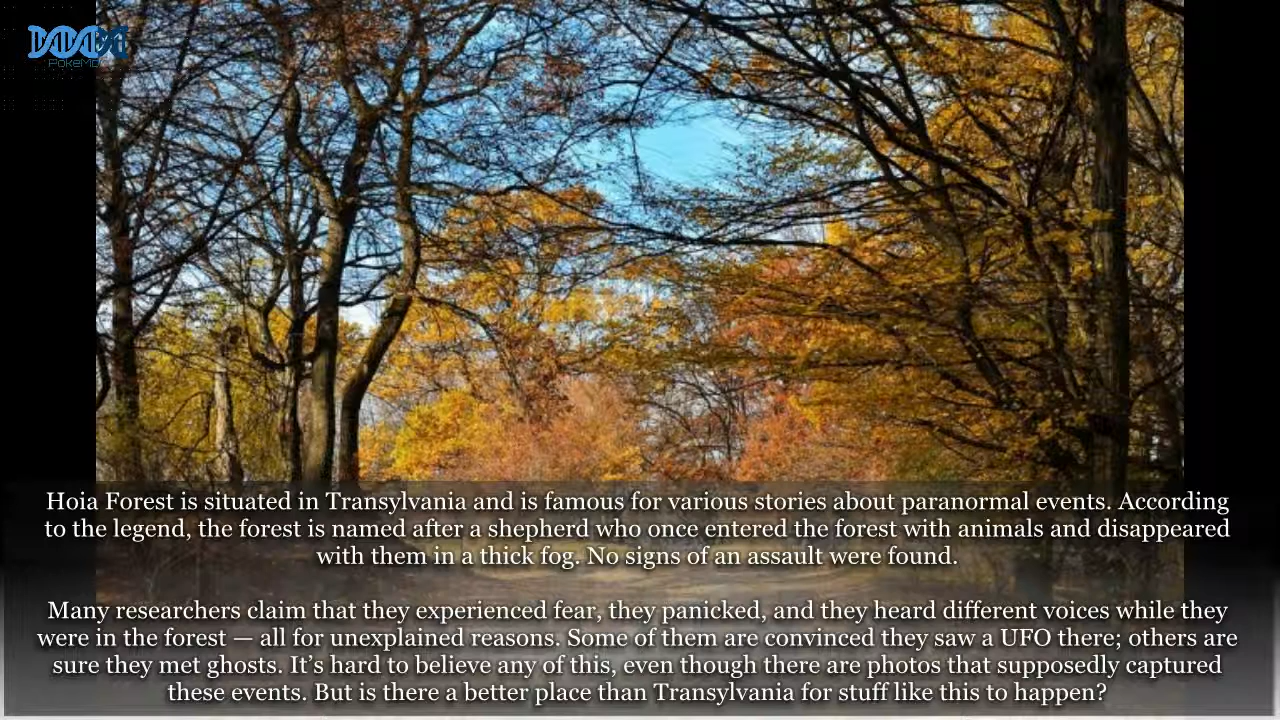 PokeMo
Hoia Forest is situated in Transylvania and is famous for various stories about paranormal events. According
to the legend, the forest is named after a shepherd who once entered the forest with animals and disappeared
with them in a thick fog. No signs of an assault were found.
Many researchers claim that they experienced fear, they panicked, and they heard different voices while they
were in the forest — all for unexplained reasons. Some of them are convinced they saw a UFO there; others are
sure they met ghosts. It’s hard to believe any of this, even though there are photos that supposedly captured
these events. But is there a better place than Transylvania for stuff like this to happen?